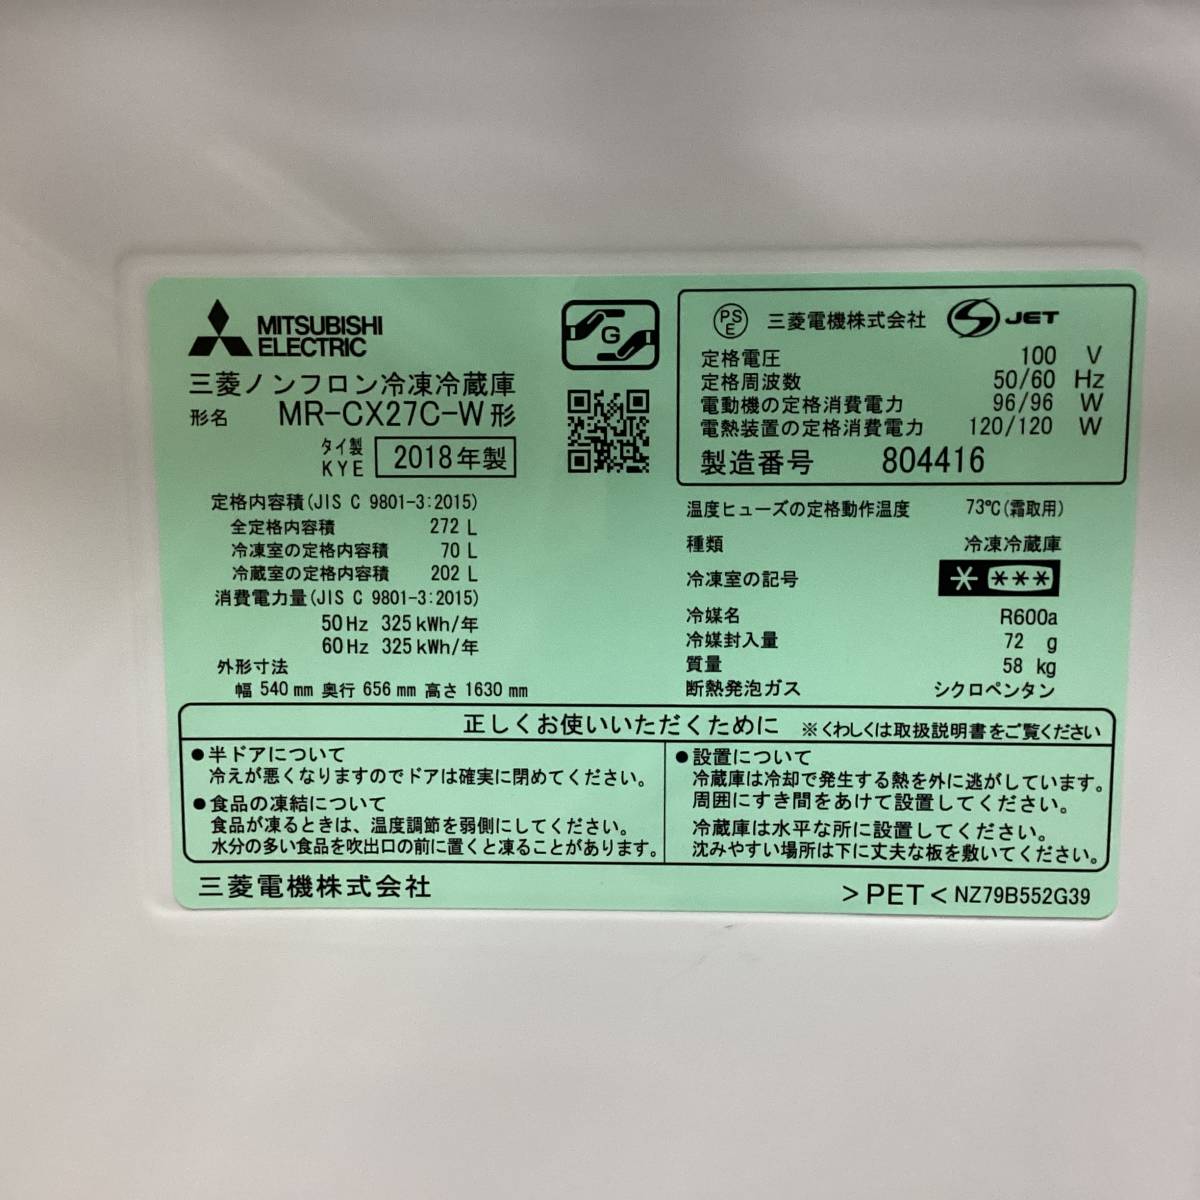 MITSUBISHI
ELECTRIC
三菱ノンフロン冷凍冷蔵庫
形名 MR-CX27C-W形
タイ製
KYE 2018年製
定格内容積(JIS C 9801-3:2015)
全定格内容積 272 L
冷凍室の定格内容積 70 L
冷蔵室の定格内容積 202 L
消費電力量(JIS C 9801-3:2015)
50Hz 325kWh/年
60Hz 325kWh/年
外形寸法
幅 540mm 奥行 656mm 高さ 1630mm
G
PS
E
三菱電機株式会社 JET
定格電圧 100 V
定格周波数 50/60 Hz
電動機の定格消費電力 96/96 W
電熱装置の定格消費電力 120/120 W
製造番号 804416
温度ヒューズの定格動作温度 73℃(霜取用)
種類 冷凍冷蔵庫
冷凍室の記号 * ***
冷媒名 R600a
冷媒封入量 72 g
質量 58 kg
断熱発泡ガス シクロペンタン
正しくお使いいただくために ※くわしくは取扱説明書をご覧ください
●半ドアについて
冷えが悪くなりますのでドアは確実に閉めてください。
●食品の凍結について
食品が凍るときは、温度調節を弱側にしてください。
水分の多い食品を吹出口の前に置くと凍ることがあります。
●設置について
冷蔵庫は冷却で発生する熱を外に逃がしています。
周囲にすき間をあけて設置してください。
冷蔵庫は水平な所に設置してください。
沈みやすい場所は下に丈夫な板を敷いてください。
三菱電機株式会社
>PET< NZ79B552G39